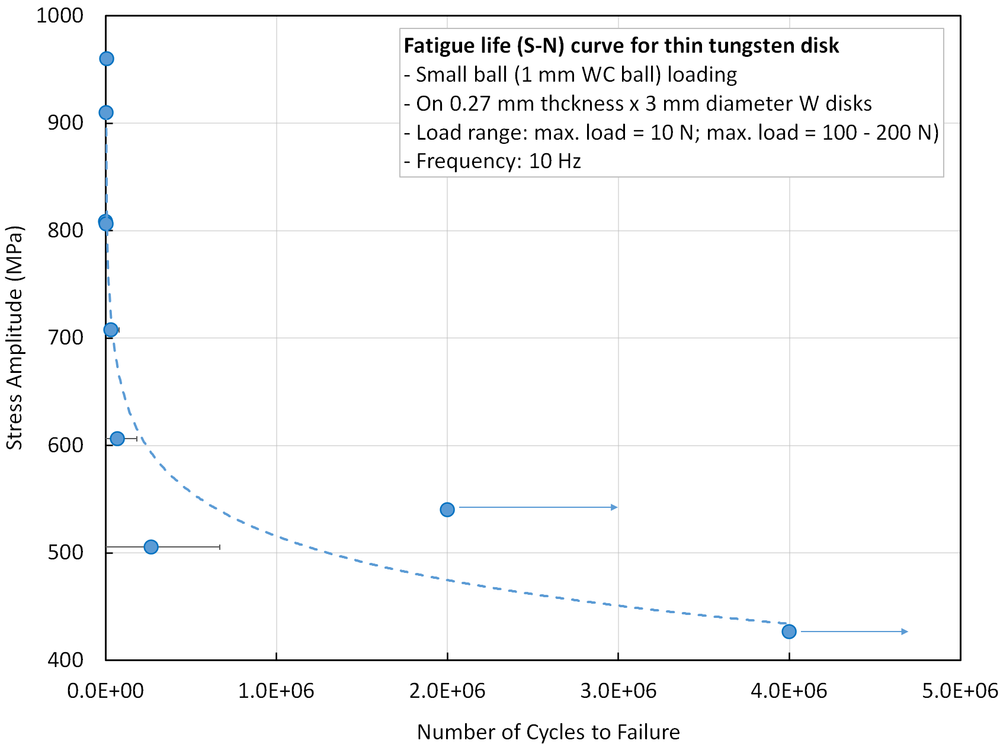 1000
900
800
700
600
500
400
Stress Amplitude (MPa)
Fatigue life (S-N) curve for thin tungsten disk
- Small ball (1 mm WC ball) loading
- On 0.27 mm thckness x 3 mm diameter W disks
- Load range: max. load = 10 N; max. load = 100 - 200 N)
- Frequency: 10 Hz
0.0E+00 1.0E+06 2.0E+06 3.0E+06 4.0E+06 5.0E+06
Number of Cycles to Failure